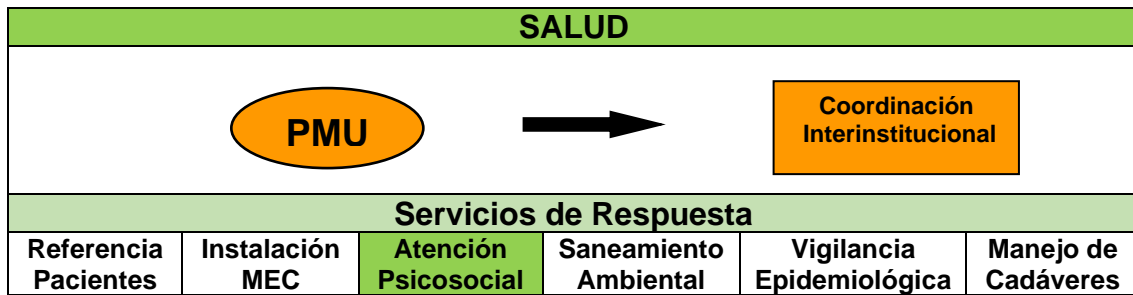 SALUD
PMU
Coordinación
Interinstitucional
Servicios de Respuesta
Referencia
Pacientes
Instalación
MEC
Atención
Psicosocial
Saneamiento
Ambiental
Vigilancia
Epidemiológica
Manejo de
Cadáveres